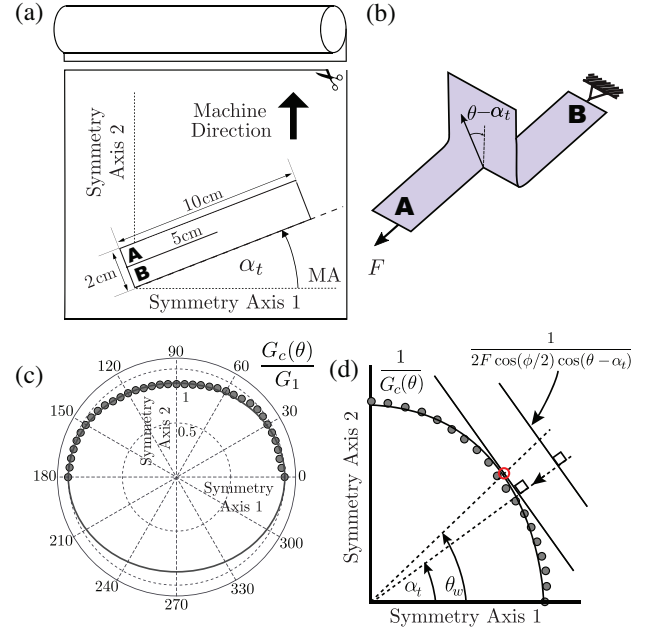 (a)
Symmetry
Axis 2
Machine
Direction
10cm
5cm
2cm
A
B
α_t
MA
Symmetry Axis 1
(b)
θ−α_t
B
A
F
(c)
G_c(θ)
G_1
90
120
60
150
30
1
0.5
Symmetry
Axis 2
180
0
Symmetry
Axis 1
210
300
240
330
270
(d)
1
G_c(θ)
1
2F cos(φ/2) cos(θ−α_t)
Symmetry Axis 2
α_t
θ_w
Symmetry Axis 1